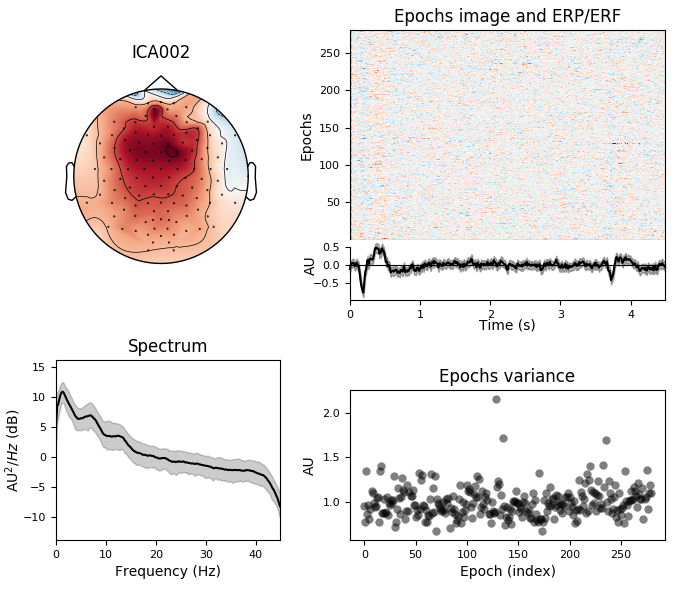 ICA002
Epochs image and ERP/ERF
Epochs
250
200
150
100
50
AU
0.5
0.0
−0.5
0 1 2 3 4
Time (s)
Spectrum
AU²/Hz (dB)
15
10
5
0
−5
−10
0 10 20 30 40
Frequency (Hz)
Epochs variance
AU
2.0
1.5
1.0
0 50 100 150 200 250
Epoch (index)